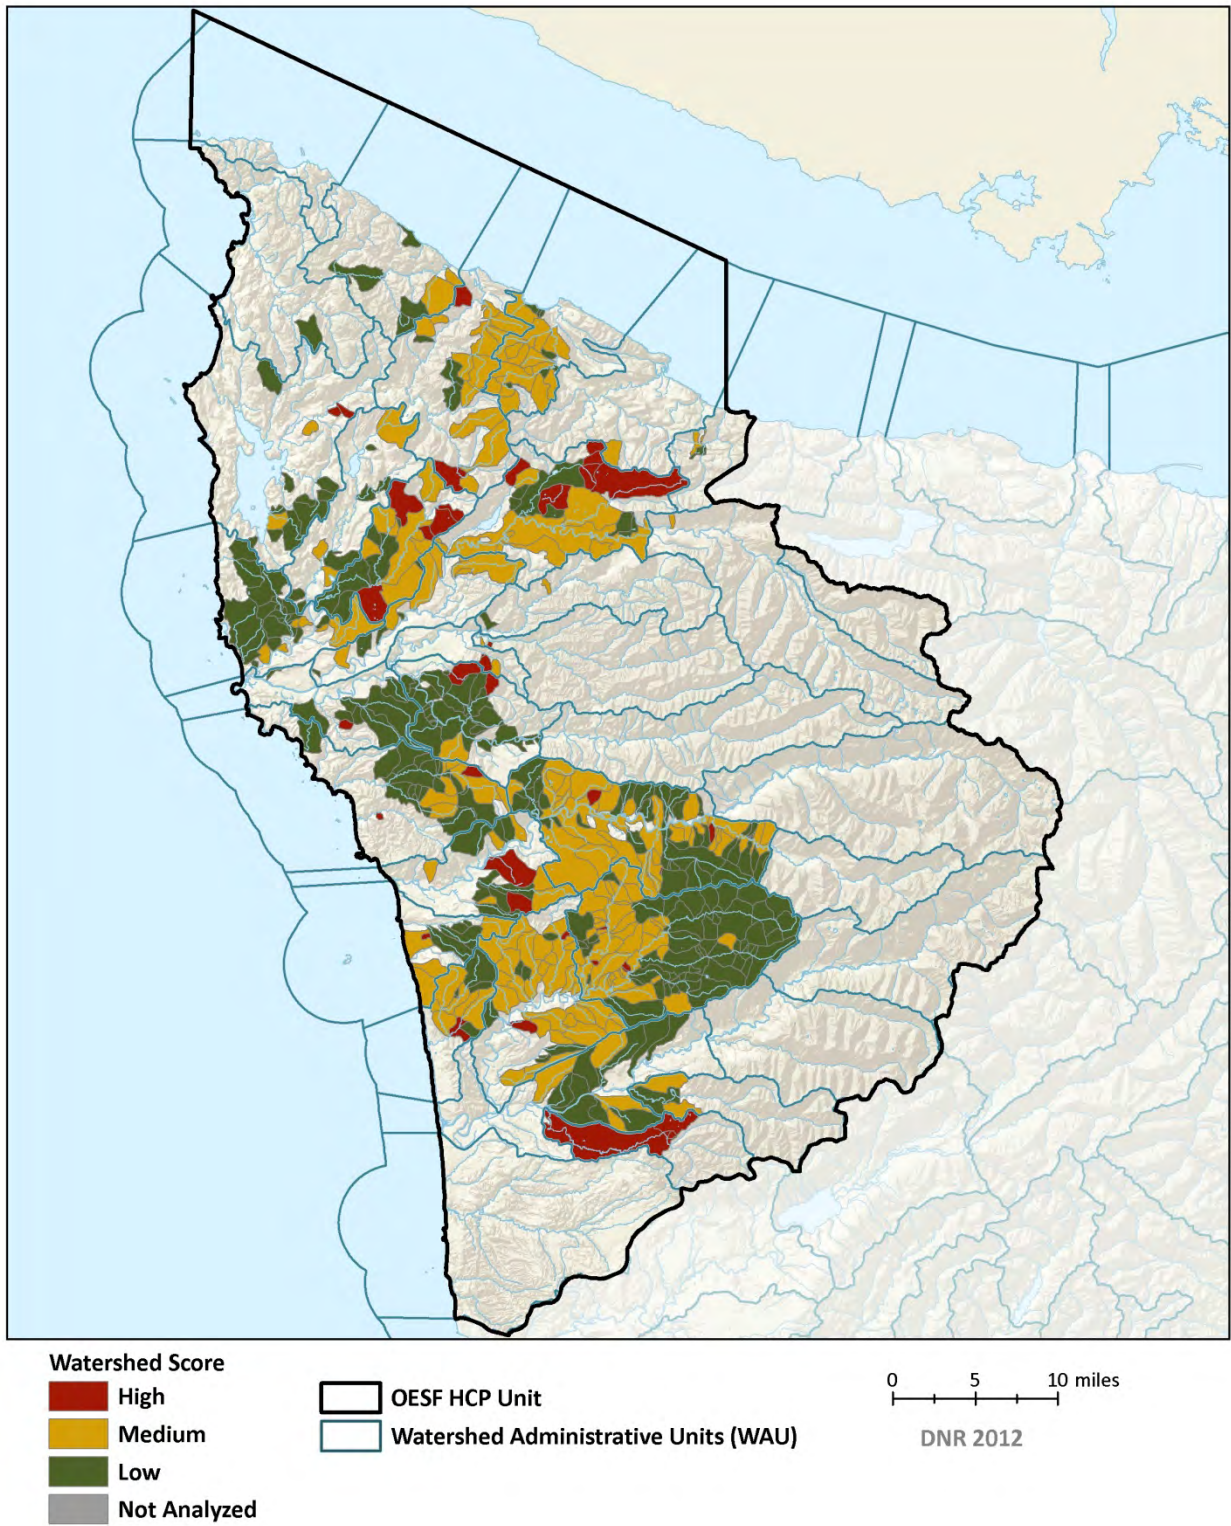 Watershed Score
High
Medium
Low
Not Analyzed
OESF HCP Unit
Watershed Administrative Units (WAU)
0 5 10 miles
DNR 2012